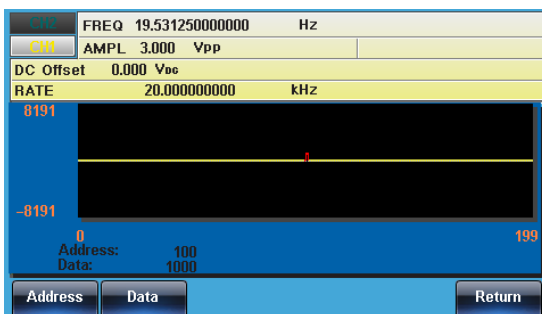 CH2 FREQ 19.531250000000 Hz
CH1 AMPL 3.000 Vpp
DC Offset 0.000 VDC
RATE 20.000000000 kHz
8191
-8191
0 199
Address: 100
Data: 1000
Address Data Return